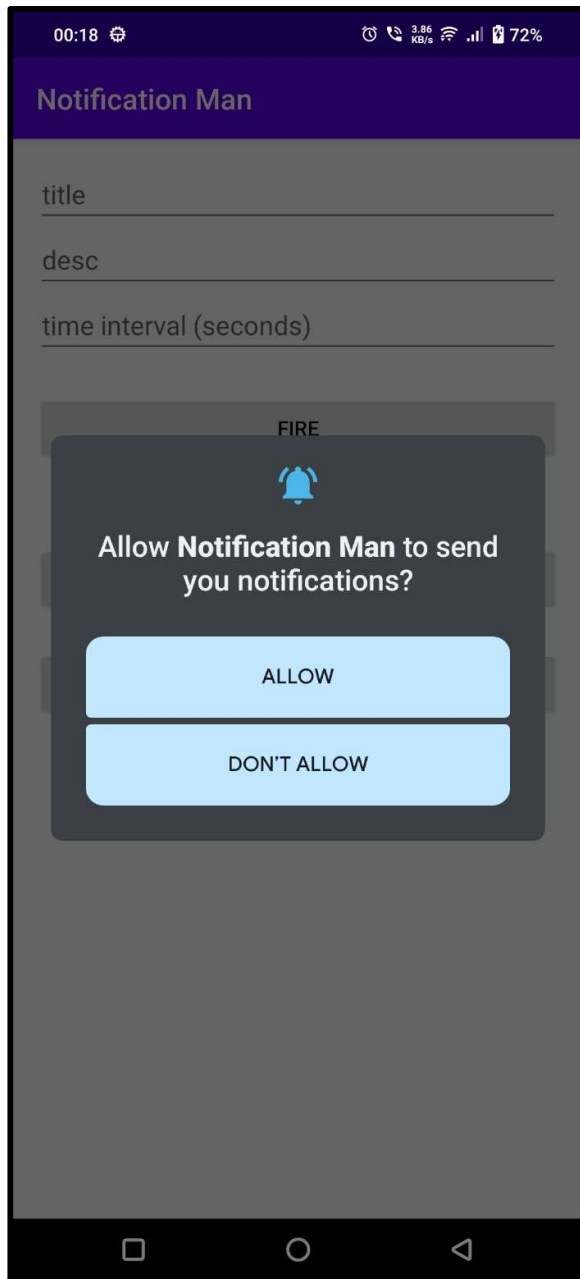 00:18
3.86
KB/s
72%
Notification Man
title
desc
time interval (seconds)
FIRE
Allow Notification Man to send
you notifications?
ALLOW
DON'T ALLOW